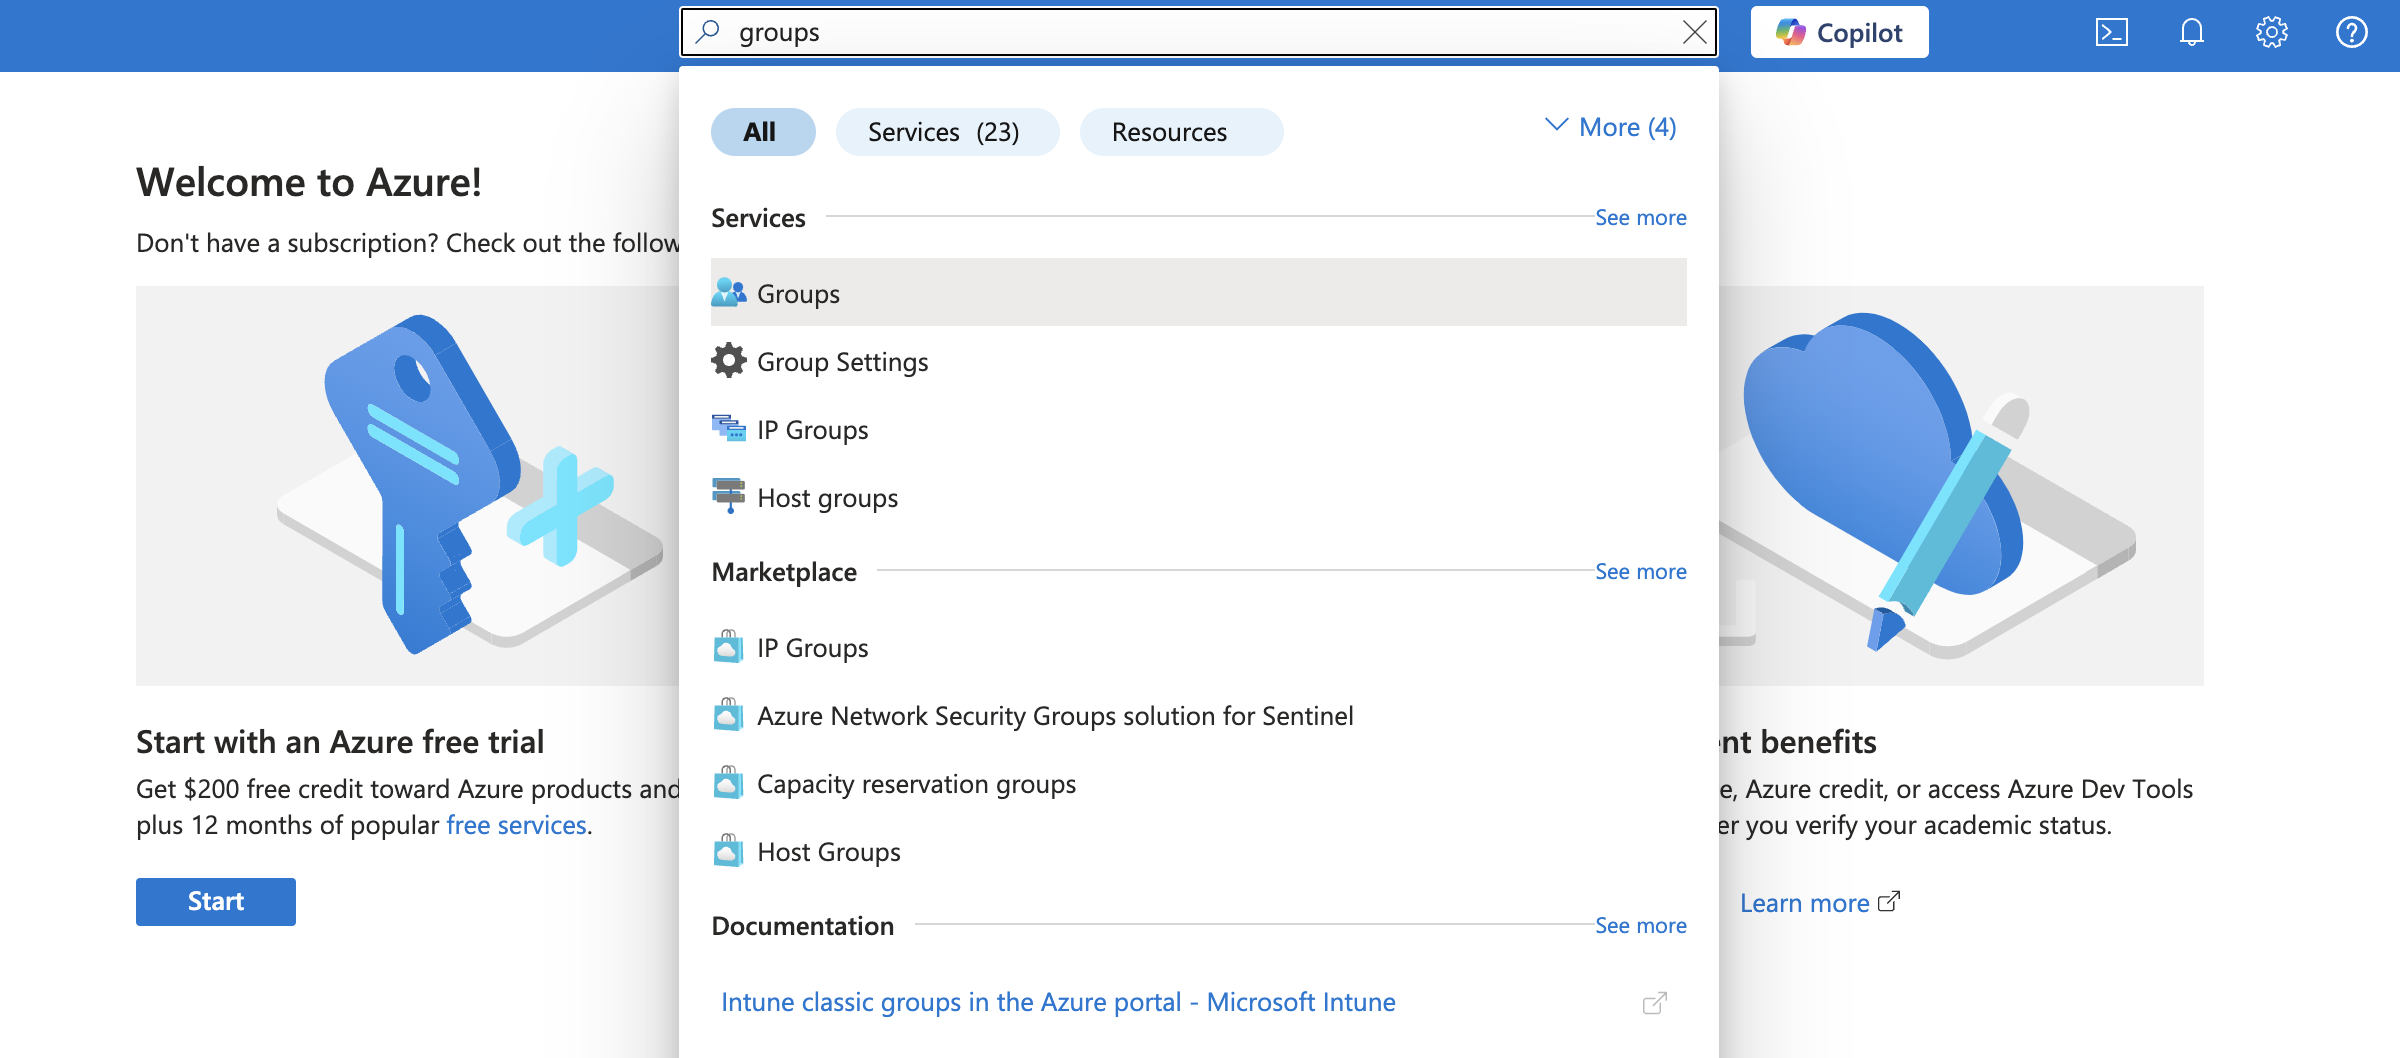 groups
Copilot
All
Services (23)
Resources
More (4)
Welcome to Azure!
Don't have a subscription? Check out the follow
Services
See more
Groups
Group Settings
IP Groups
Host groups
Marketplace
See more
IP Groups
Azure Network Security Groups solution for Sentinel
Capacity reservation groups
Host Groups
Documentation
See more
Intune classic groups in the Azure portal - Microsoft Intune
Start with an Azure free trial
Get $200 free credit toward Azure products and
plus 12 months of popular free services.
Start
nt benefits
e, Azure credit, or access Azure Dev Tools
er you verify your academic status.
Learn more